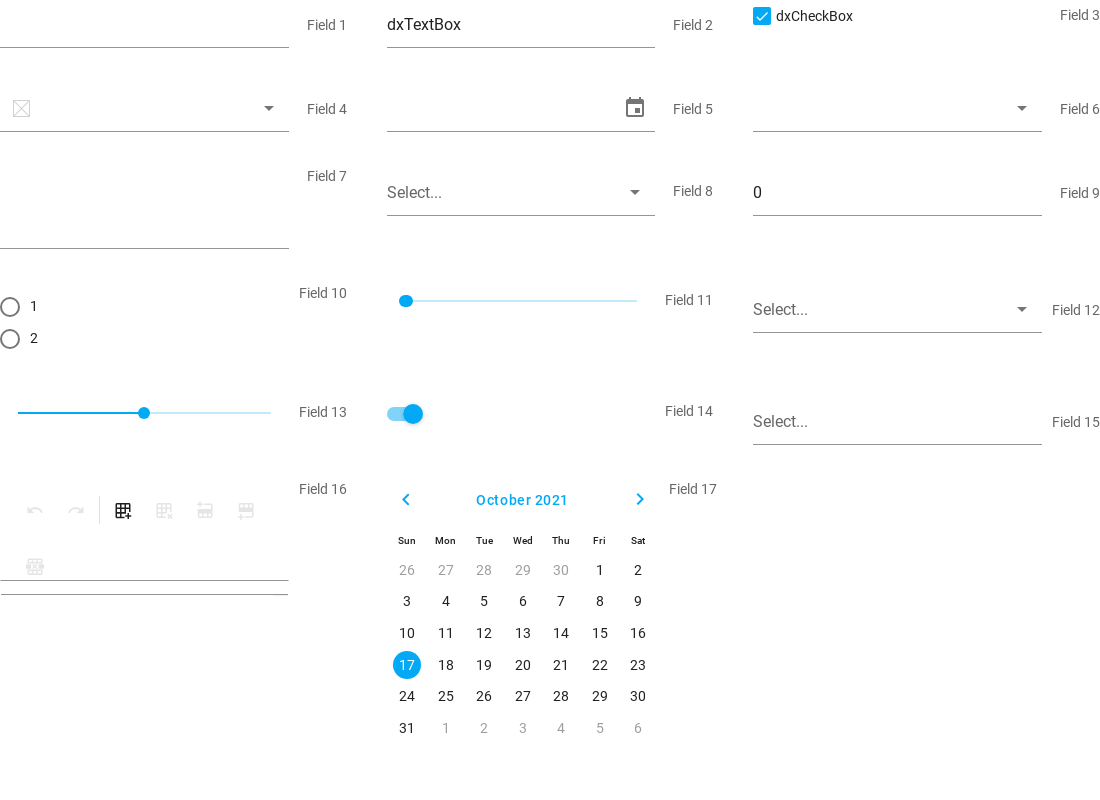 Field 1
dxTextBox
Field 2
dxCheckBox
Field 3
Field 4
Field 5
Field 6
Field 7
Select...
Field 8
0
Field 9
1
2
Field 10
Field 11
Select...
Field 12
Field 13
Field 14
Select...
Field 15
Field 16
October 2021
Field 17
Sun Mon Tue Wed Thu Fri Sat
26 27 28 29 30 1 2
3 4 5 6 7 8 9
10 11 12 13 14 15 16
17 18 19 20 21 22 23
24 25 26 27 28 29 30
31 1 2 3 4 5 6